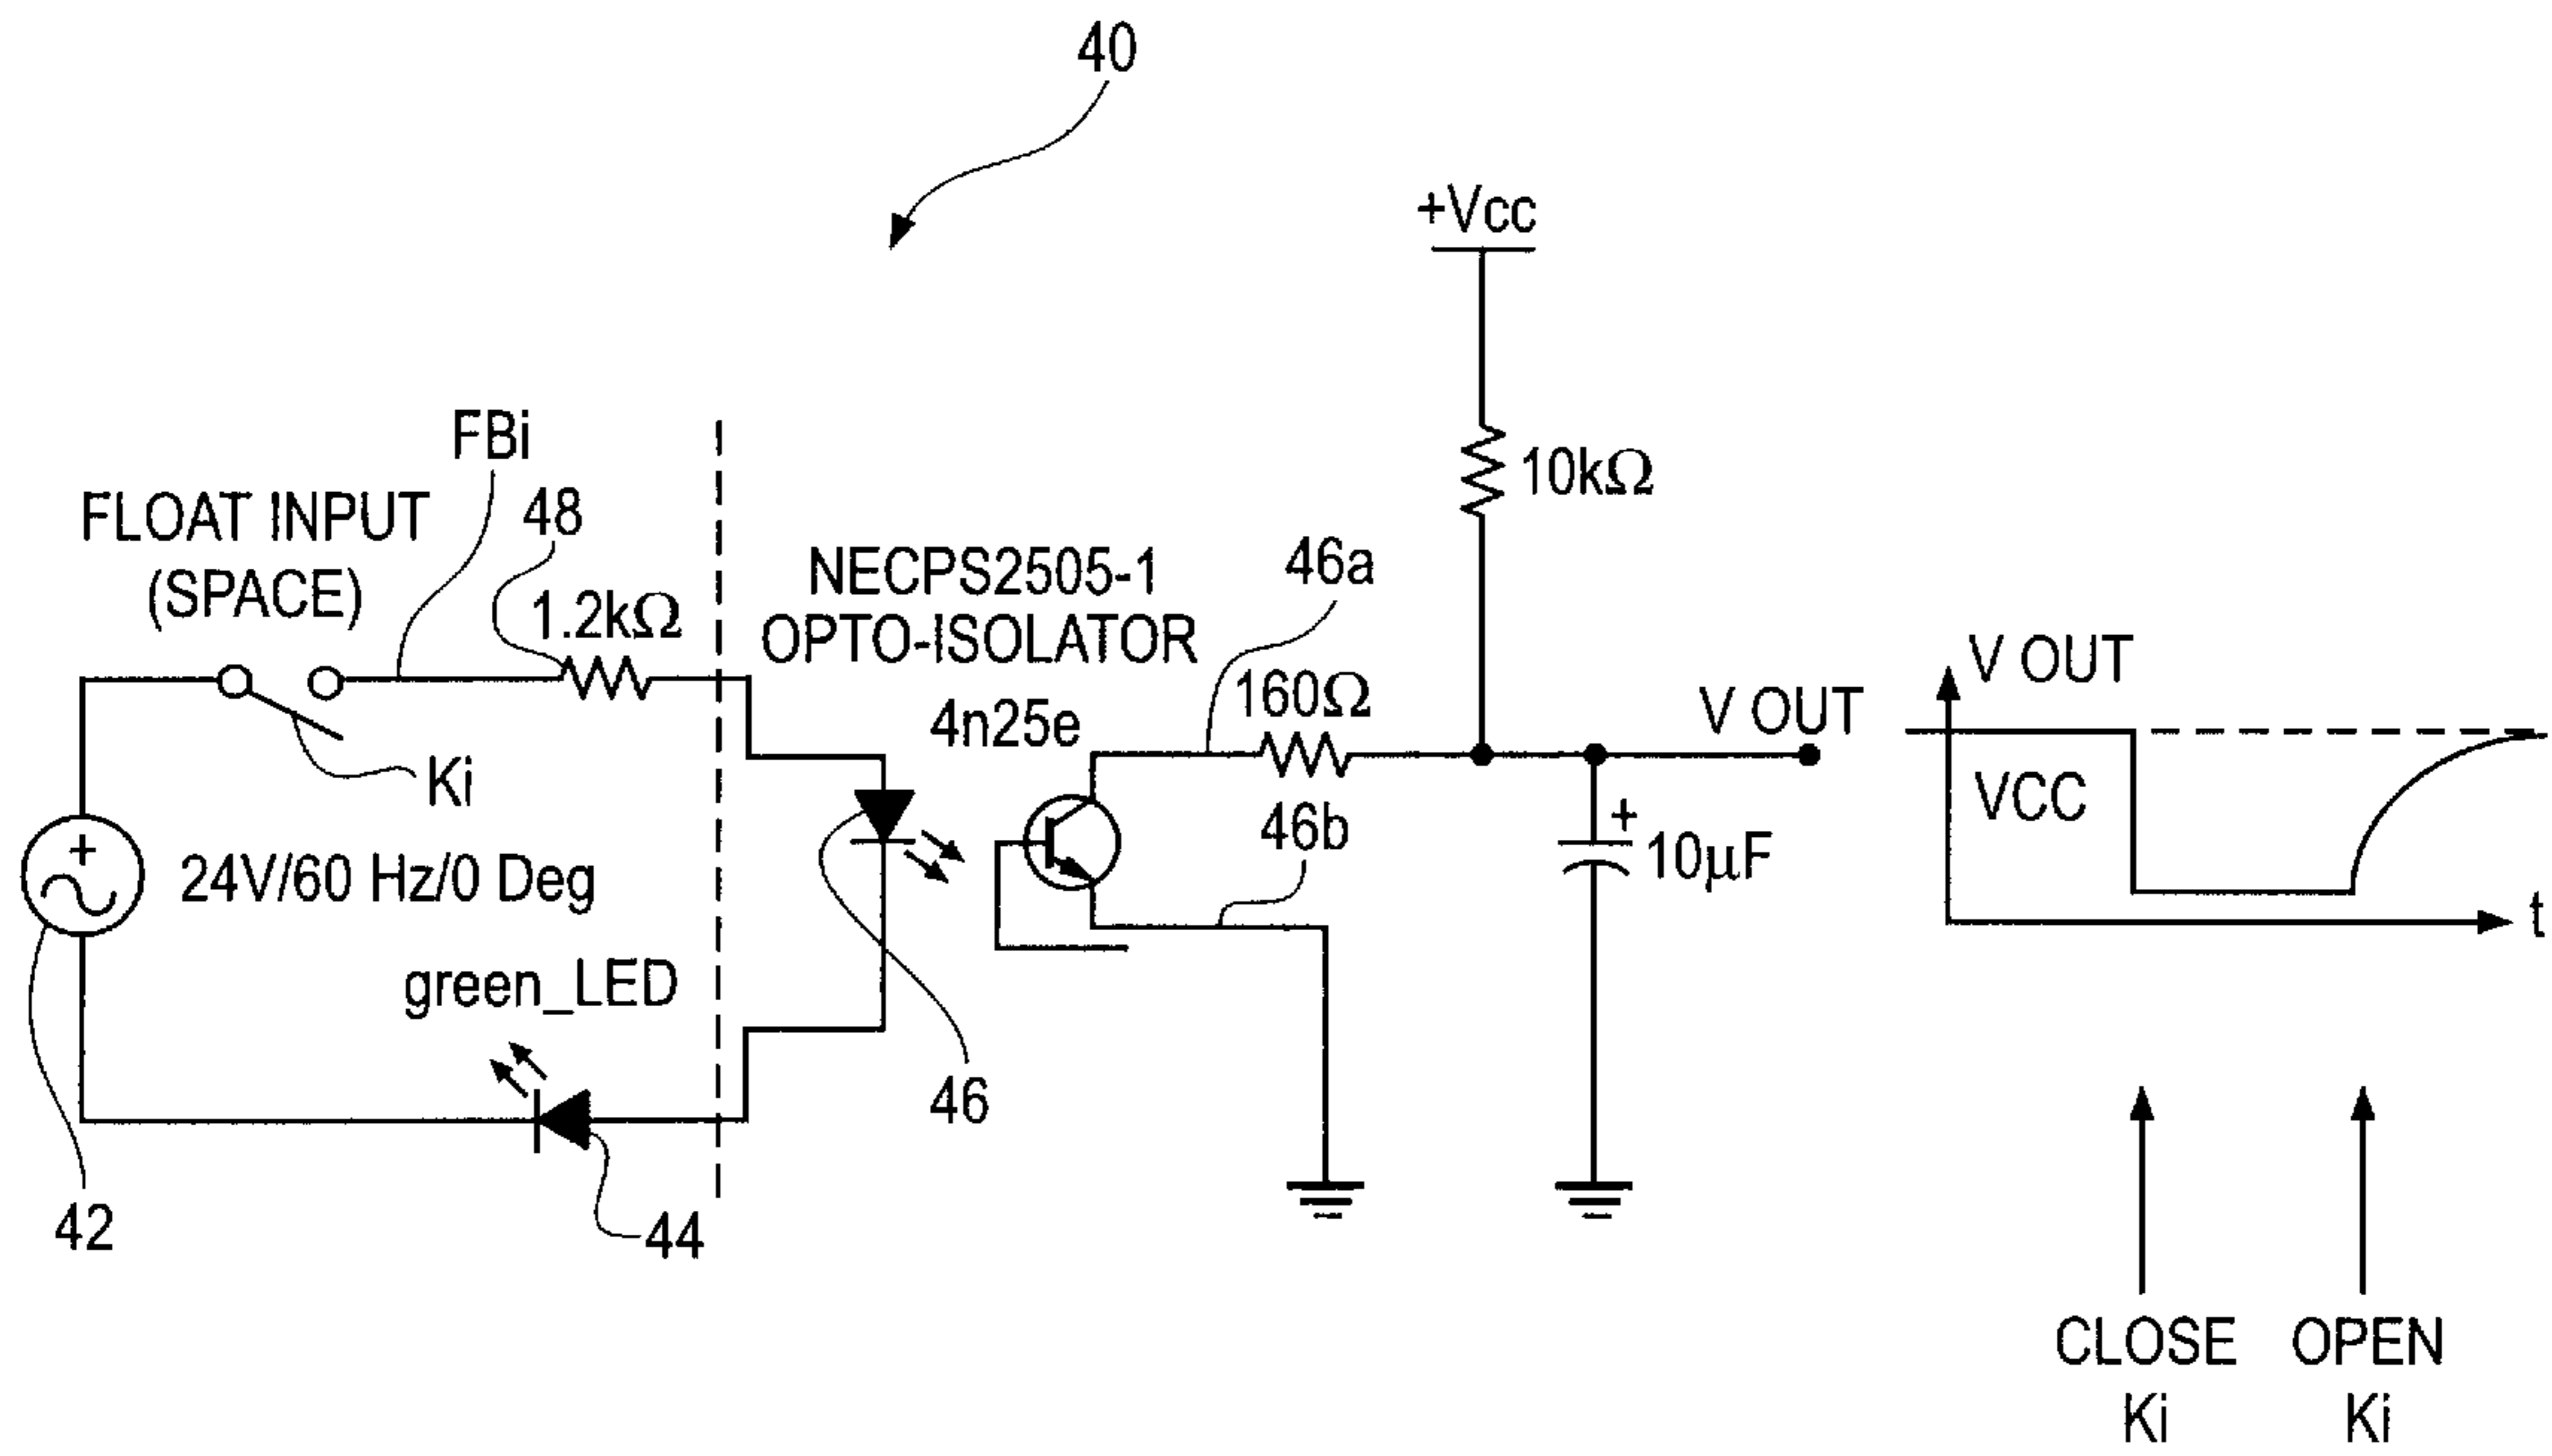 40
+Vcc
10kΩ
FBi
FLOAT INPUT
(SPACE)
48
1.2kΩ
NECPS2505-1
OPTO-ISOLATOR
4n25e
46a
160Ω
V OUT
Ki
24V/60 Hz/0 Deg
46b
+
10µF
+
green_LED
46
42
44
V OUT
VCC
t
CLOSE
Ki
OPEN
Ki